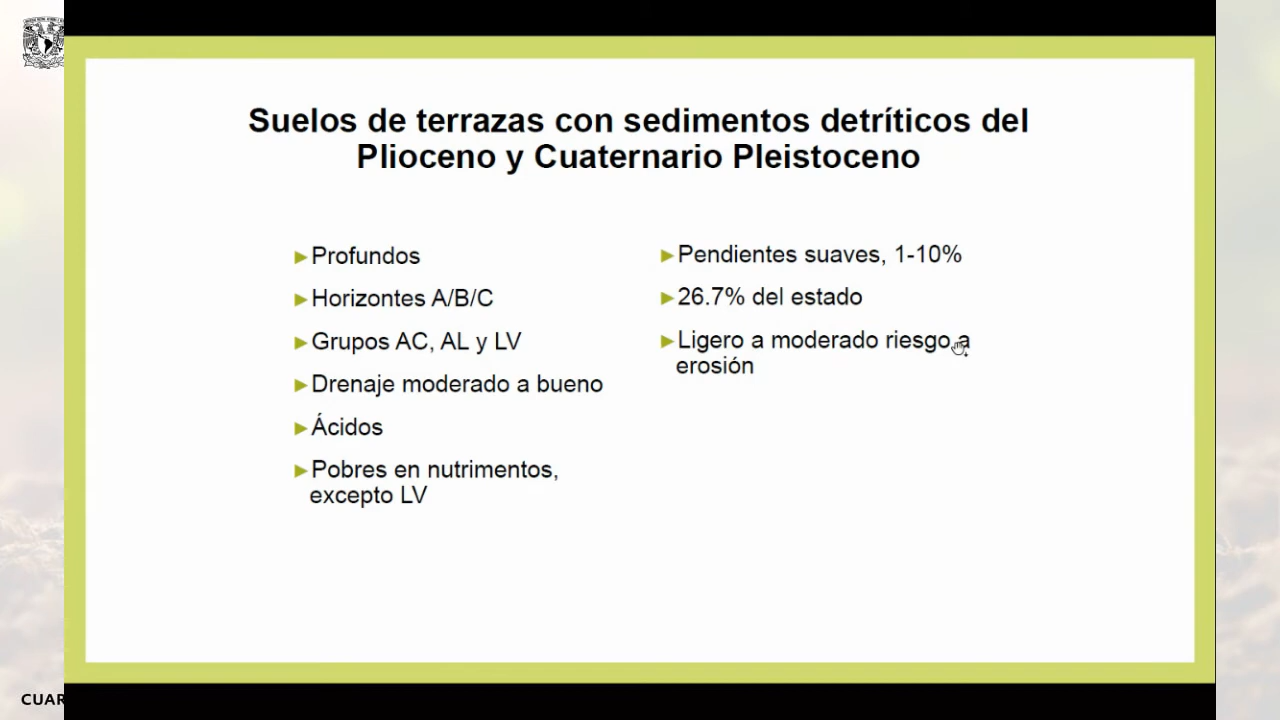 Suelos de terrazas con sedimentos detríticos del
Plioceno y Cuaternario Pleistoceno
►Profundos
►Horizontes A/B/C
►Grupos AC, AL y LV
►Drenaje moderado a bueno
►Ácidos
►Pobres en nutrimentos,
excepto LV
►Pendientes suaves, 1-10%
►26.7% del estado
►Ligero a moderado riesgo a
erosión
CUAR